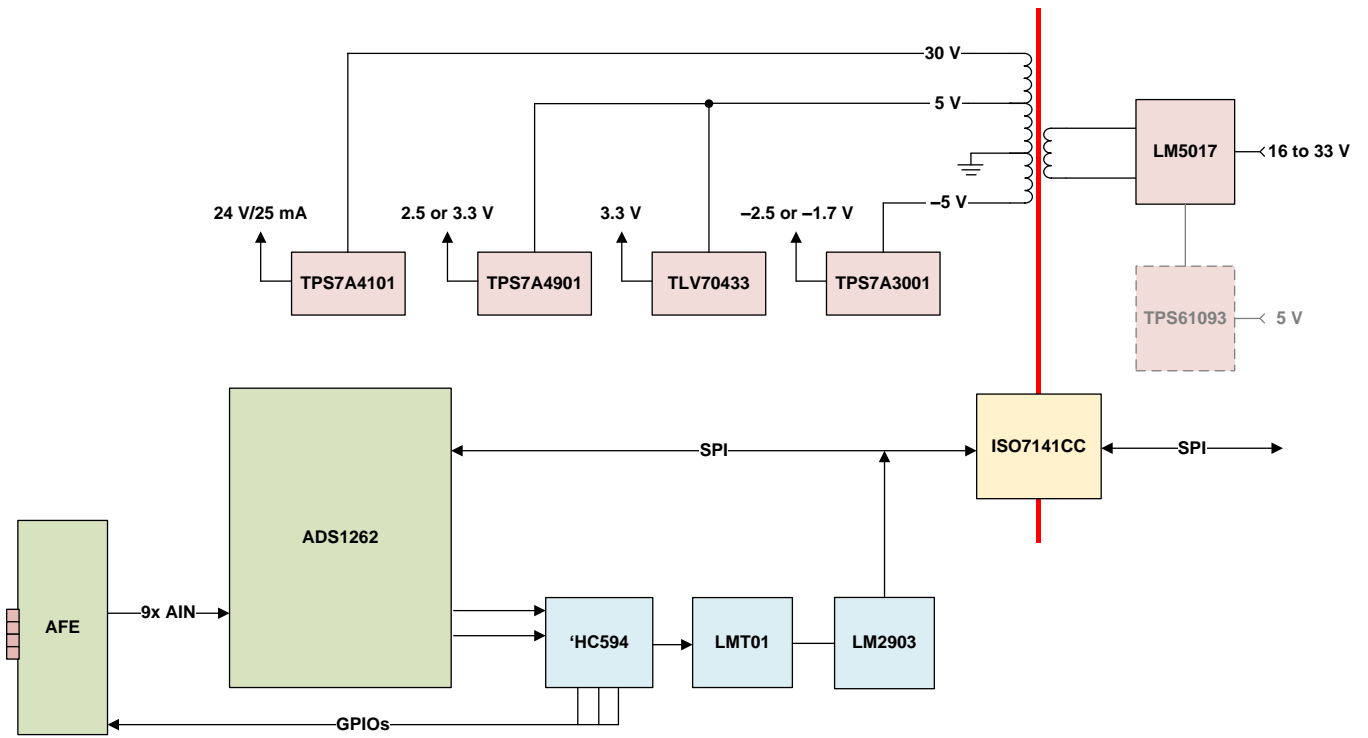 30 V
5 V
LM5017
16 to 33 V
–5 V
24 V/25 mA
2.5 or 3.3 V
3.3 V
–2.5 or –1.7 V
TPS7A4101
TPS7A4901
TLV70433
TPS7A3001
TPS61093
5 V
SPI
ISO7141CC
SPI
ADS1262
9x AIN
AFE
‘HC594
LMT01
LM2903
GPIOs